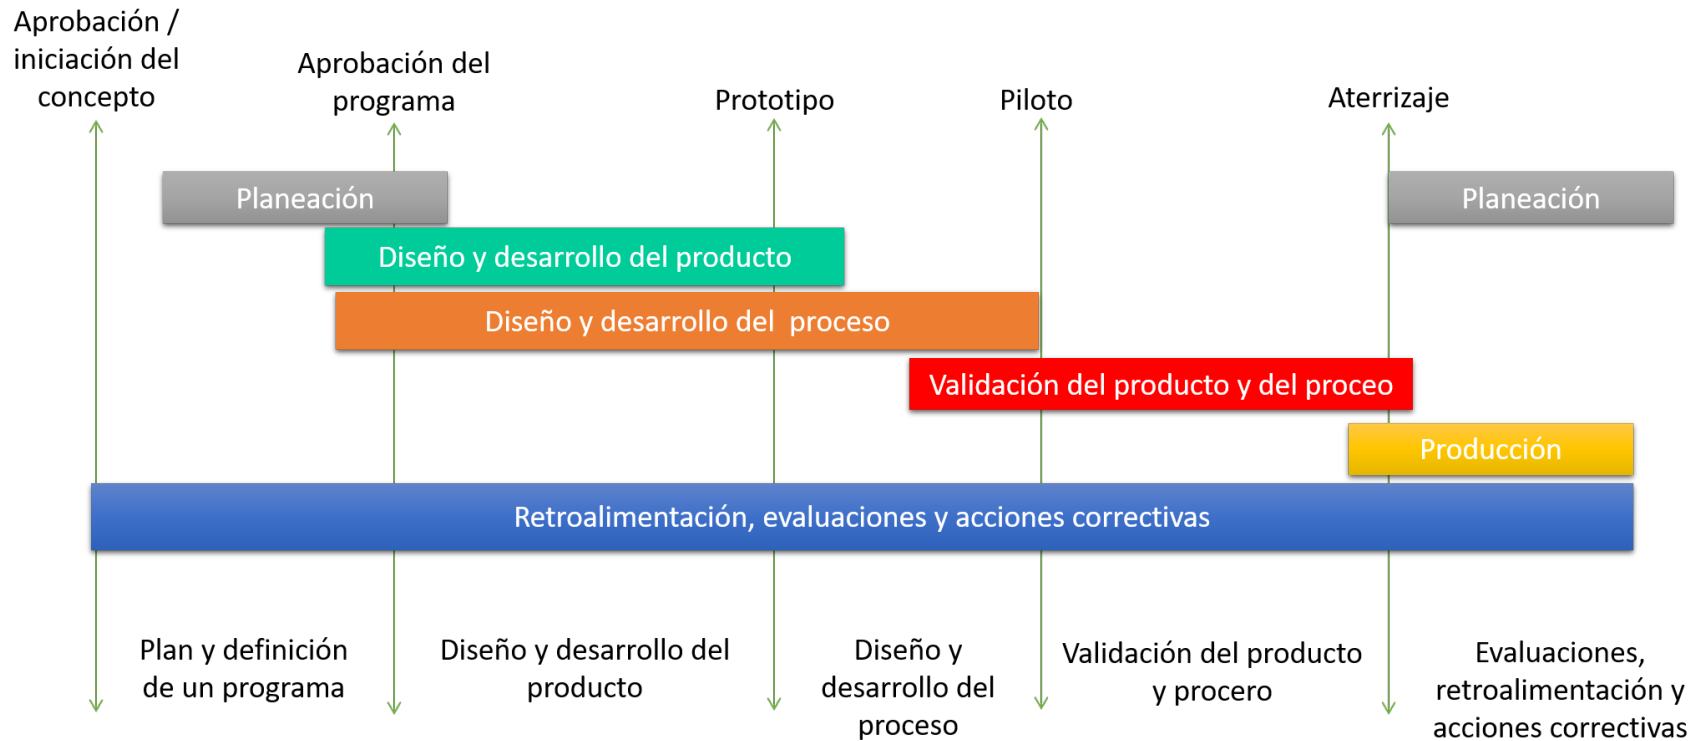 Aprobación /
iniciación del
concepto
Aprobación del
programa
Prototipo
Piloto
Aterrizaje
Planeación
Planeación
Diseño y desarrollo del producto
Diseño y desarrollo del proceso
Validación del producto y del proceo
Producción
Retroalimentación, evaluaciones y acciones correctivas
Plan y definición
de un programa
Diseño y desarrollo del
producto
Diseño y
desarrollo del
proceso
Validación del producto
y procero
Evaluaciones,
retroalimentación y
acciones correctivas